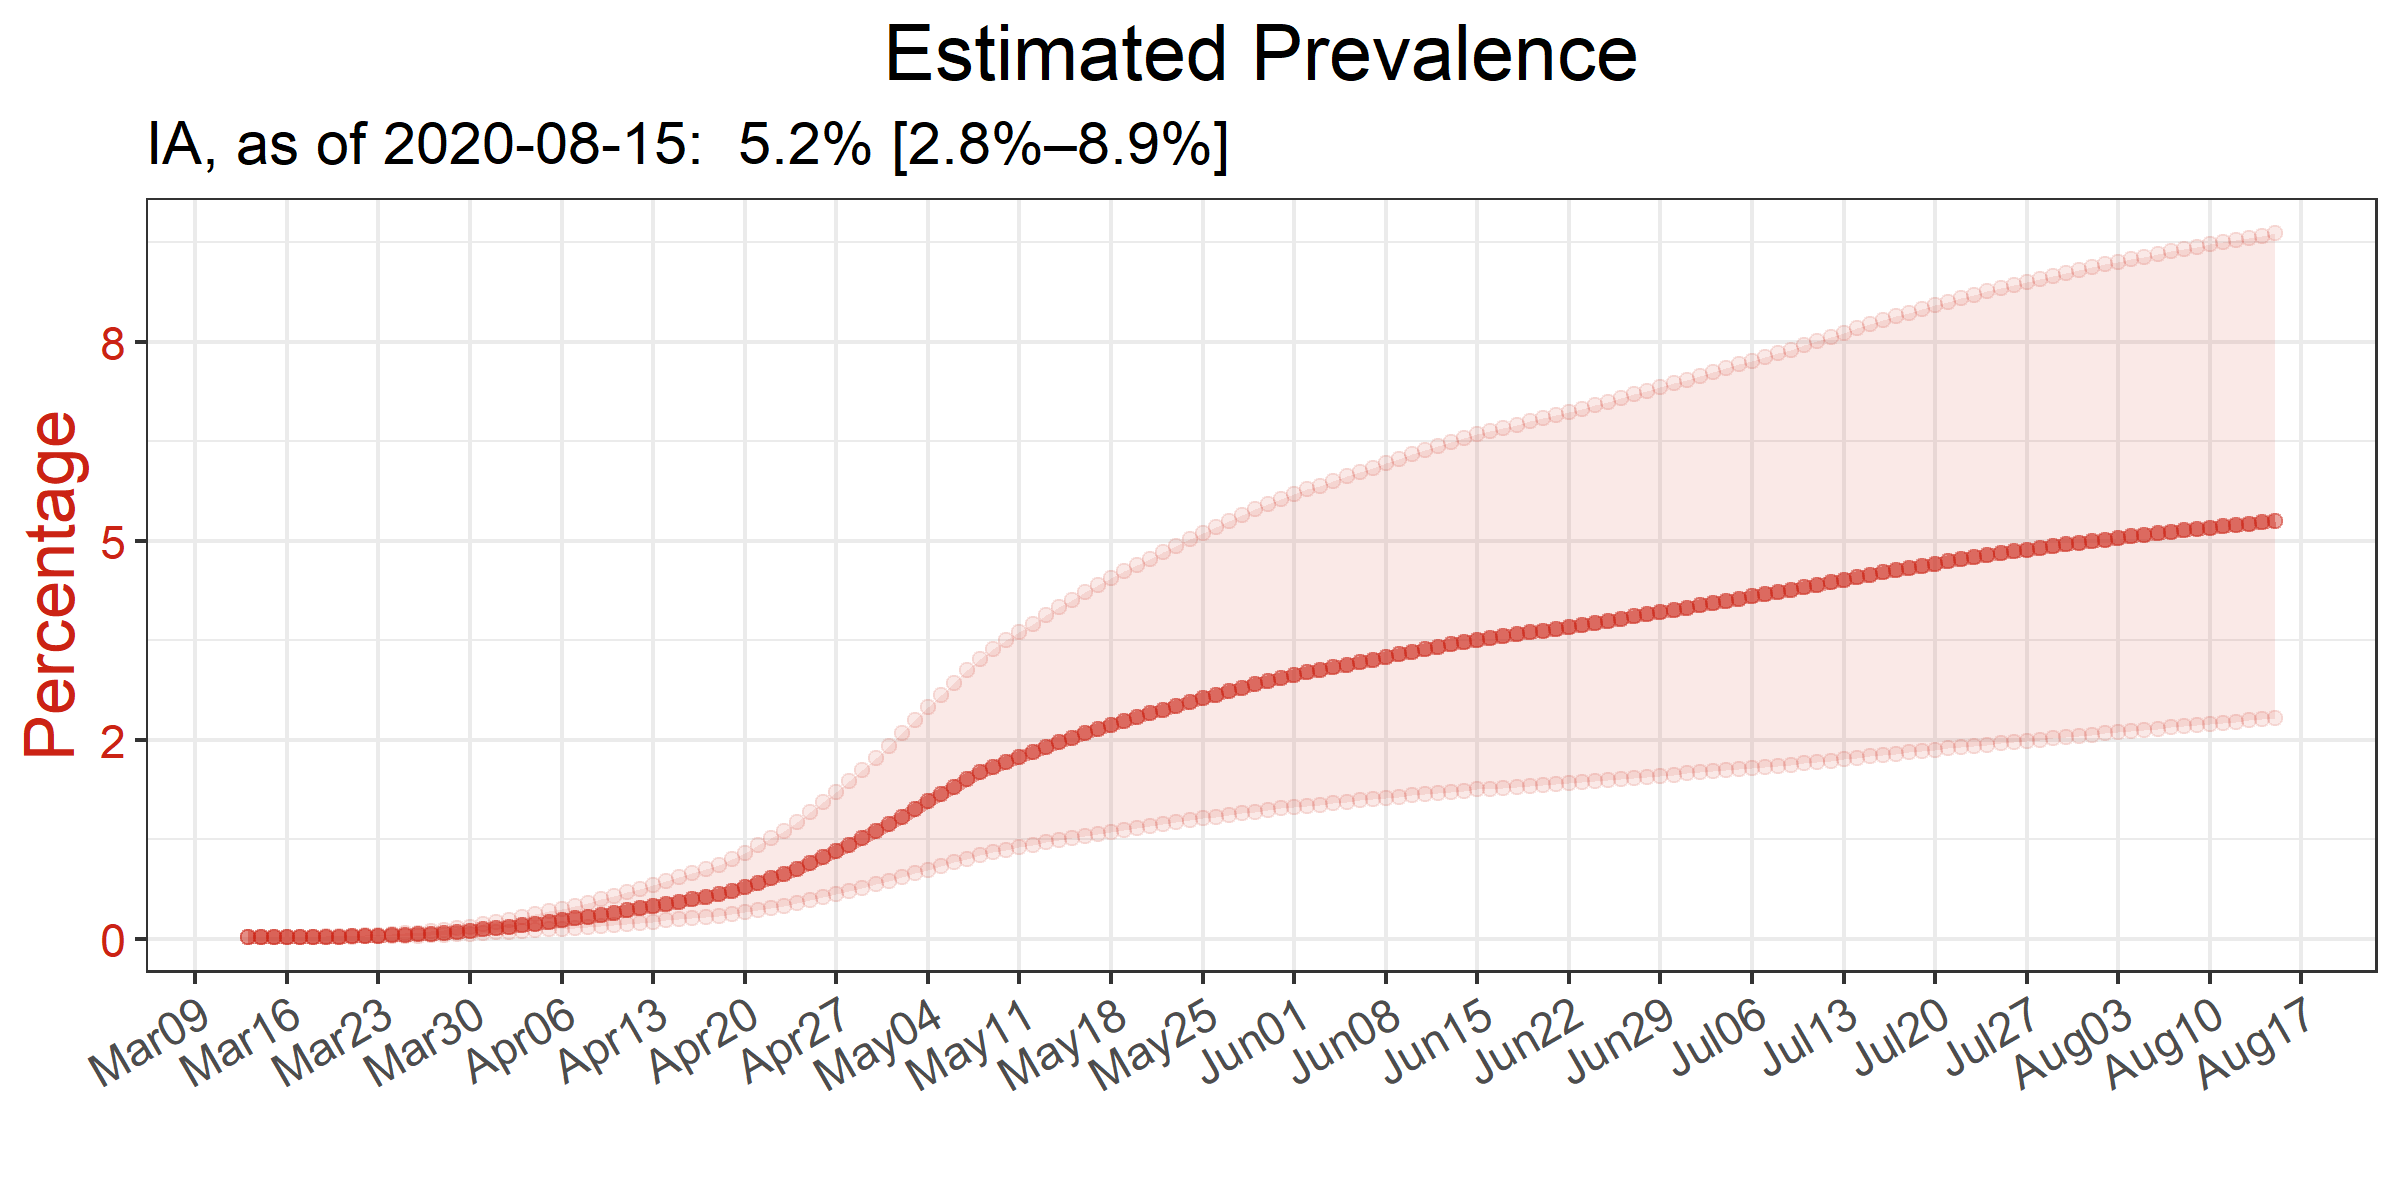 Estimated Prevalence
IA, as of 2020-08-15:  5.2% [2.8%–8.9%]
Percentage
8
5
2
0
Mar09
Mar16
Mar23
Mar30
Apr06
Apr13
Apr20
Apr27
May04
May11
May18
May25
Jun01
Jun08
Jun15
Jun22
Jun29
Jul06
Jul13
Jul20
Jul27
Aug03
Aug10
Aug17